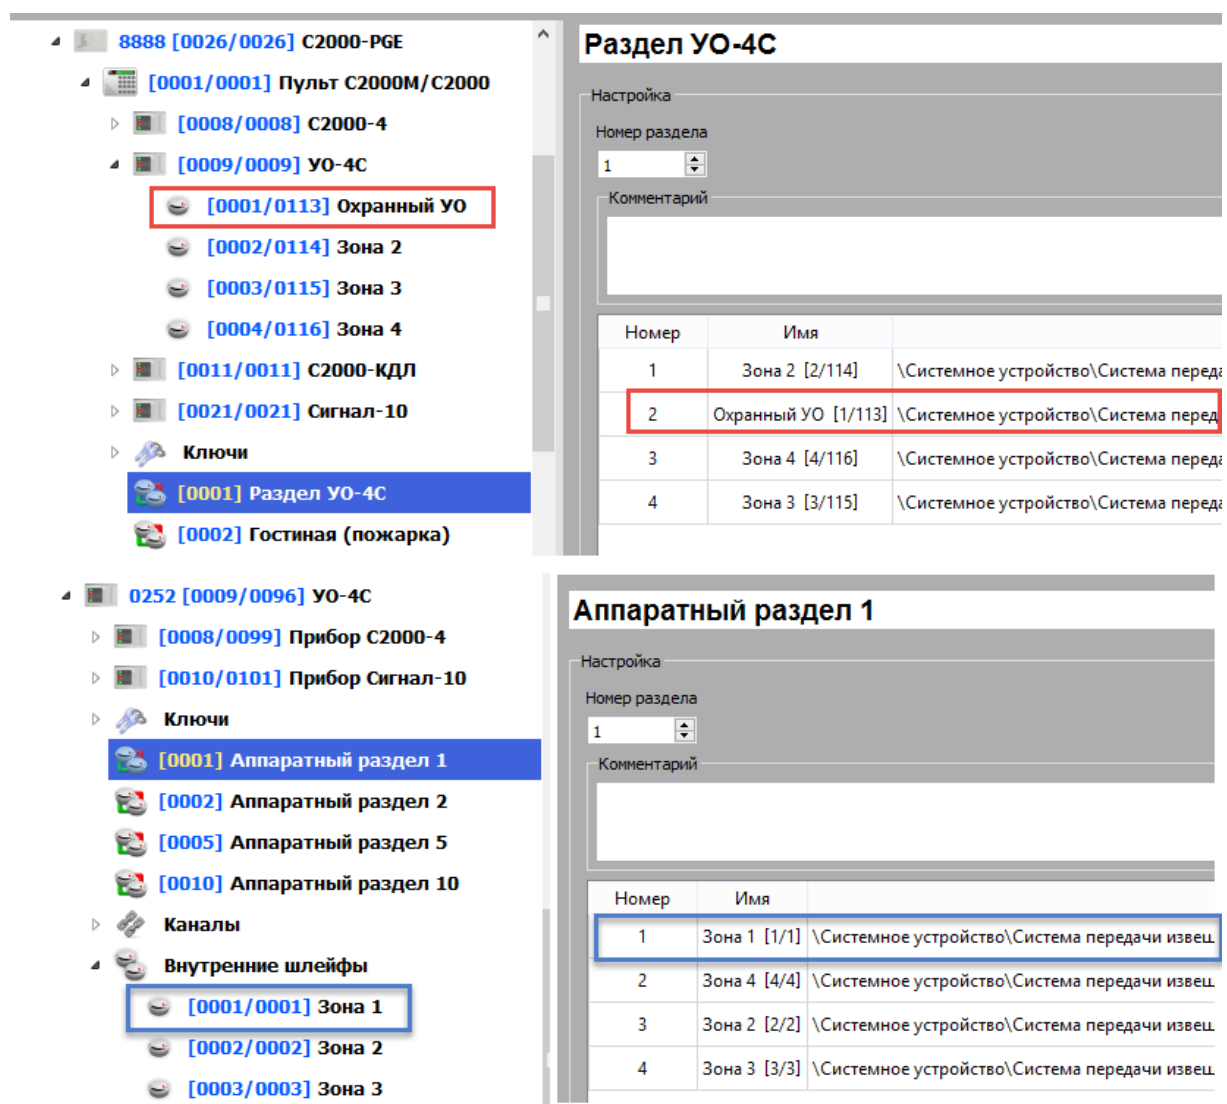 8888 [0026/0026] С2000-PGE
[0001/0001] Пульт С2000М/С2000
[0008/0008] С2000-4
[0009/0009] УО-4С
[0001/0113] Охранный УО
[0002/0114] Зона 2
[0003/0115] Зона 3
[0004/0116] Зона 4
[0011/0011] С2000-КДЛ
[0021/0021] Сигнал-10
Ключи
[0001] Раздел УО-4С
[0002] Гостиная (пожарка)
Раздел УО-4С
Настройка
Номер раздела
1
Комментарий
Номер Имя
1 Зона 2 [2/114] \Системное устройство\Система переда
2 Охранный УО [1/113] \Системное устройство\Система перед
3 Зона 4 [4/116] \Системное устройство\Система переда
4 Зона 3 [3/115] \Системное устройство\Система переда
0252 [0009/0096] УО-4С
[0008/0099] Прибор С2000-4
[0010/0101] Прибор Сигнал-10
Ключи
[0001] Аппаратный раздел 1
[0002] Аппаратный раздел 2
[0005] Аппаратный раздел 5
[0010] Аппаратный раздел 10
Каналы
Внутренние шлейфы
[0001/0001] Зона 1
[0002/0002] Зона 2
[0003/0003] Зона 3
Аппаратный раздел 1
Настройка
Номер раздела
1
Комментарий
Номер Имя
1 Зона 1 [1/1] \Системное устройство\Система передачи извещ
2 Зона 4 [4/4] \Системное устройство\Система передачи извещ
3 Зона 2 [2/2] \Системное устройство\Система передачи извещ
4 Зона 3 [3/3] \Системное устройство\Система передачи извещ